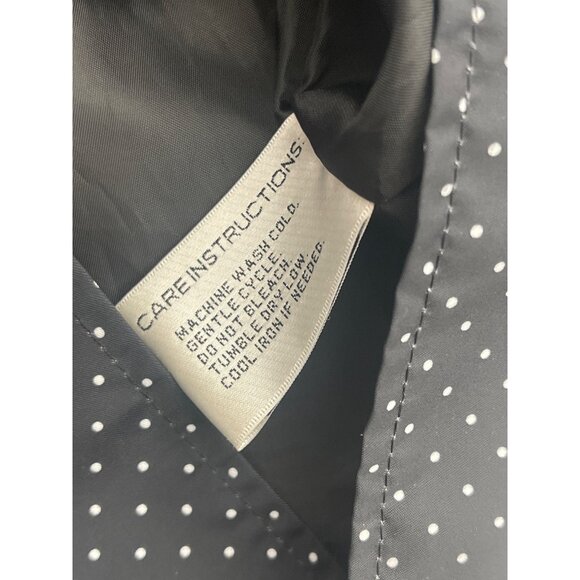 CARE INSTRUCTIONS:
MACHINE WASH COLD.
GENTLE CYCLE.
DO NOT BLEACH.
TUMBLE DRY LOW.
COOL IRON IF NEEDED.